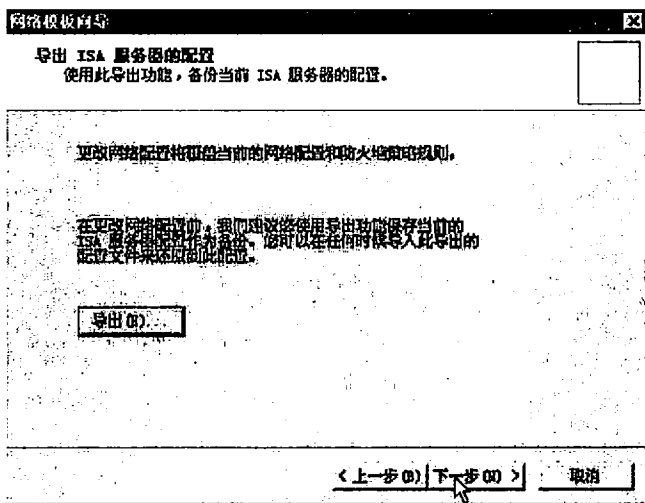 网络模板向导
导出 ISA 服务器的配置
使用此导出功能，备份当前 ISA 服务器的配置。
更改网络配置将覆盖当前的网络配置和防火墙策略规则。
在更改网络配置前，我们建议您使用导出功能保存当前的
ISA 服务器配置作为备份。您可以在任何时候导入此导出的
配置文件来还原到此配置。
导出(E)...
< 上一步(B) 下一步(N) > 取消